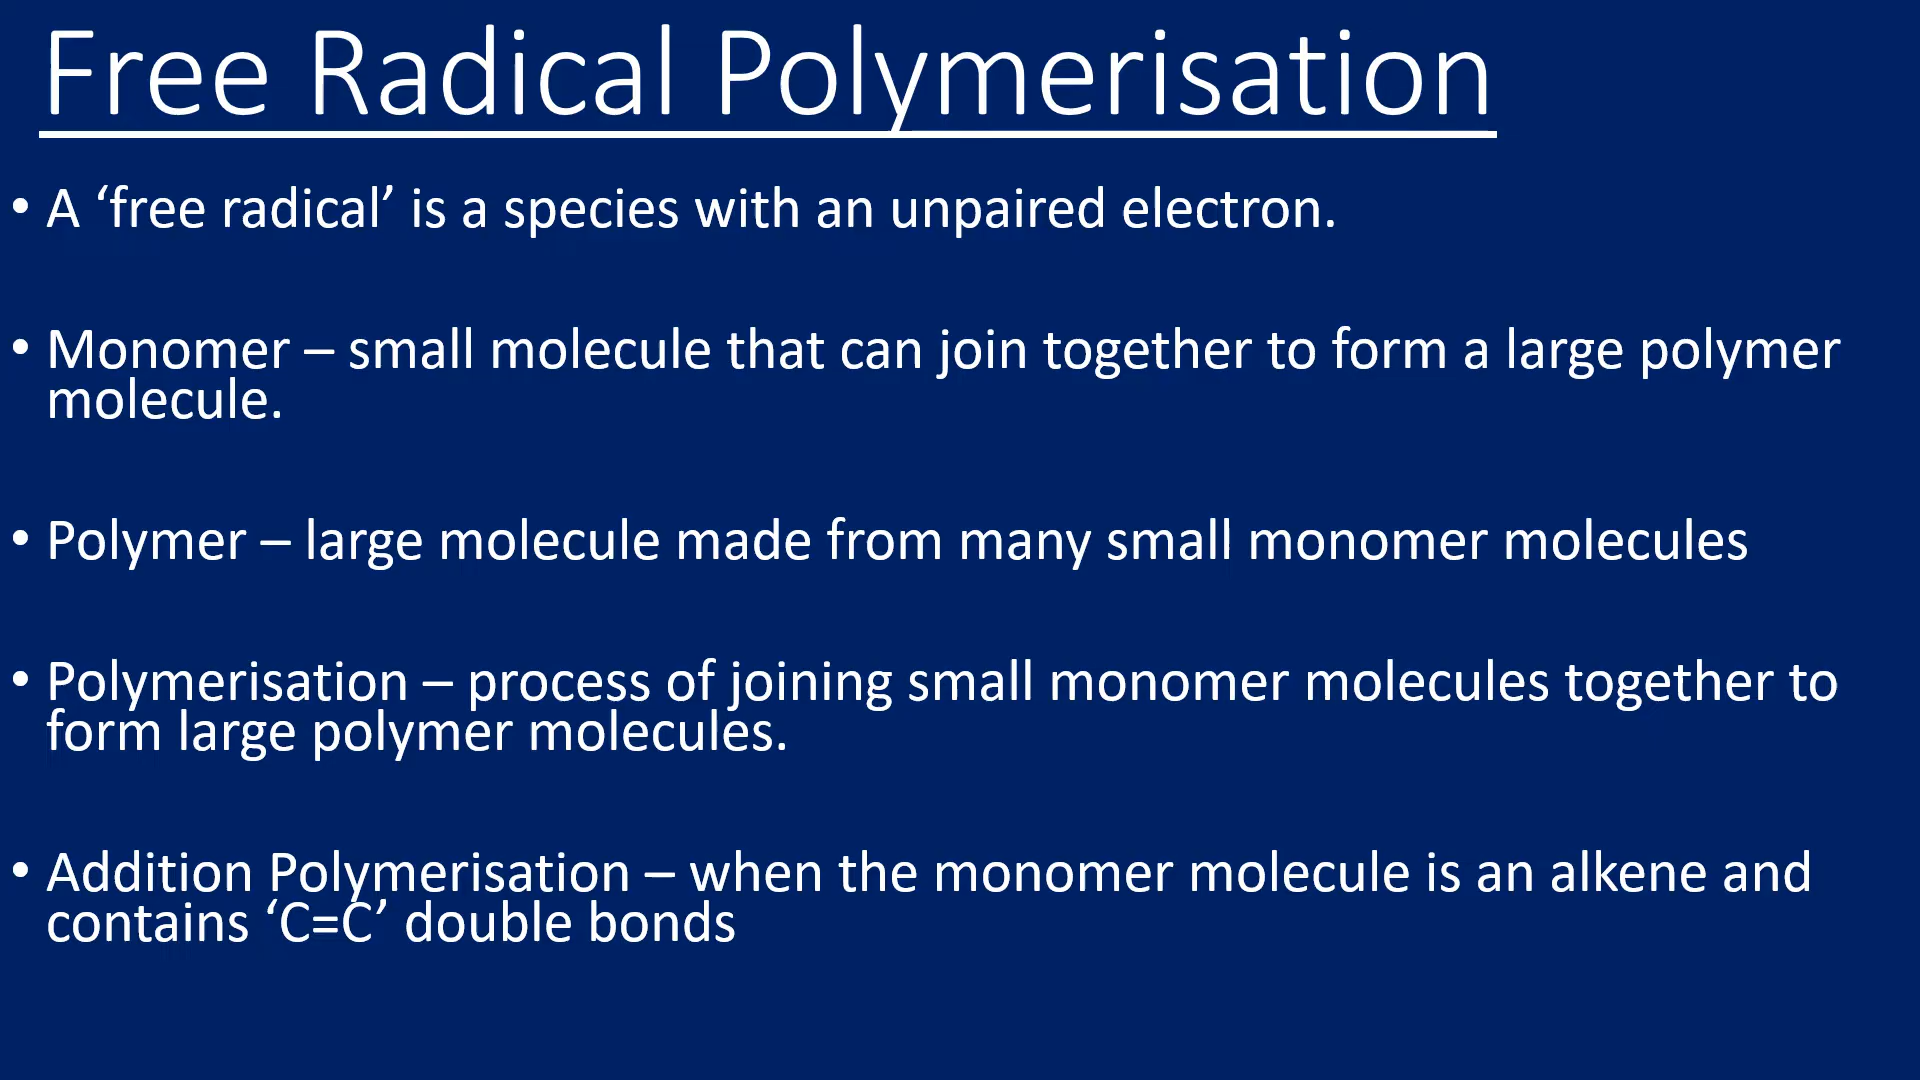 Free Radical Polymerisation
• A ‘free radical’ is a species with an unpaired electron.
• Monomer – small molecule that can join together to form a large polymer
molecule.
• Polymer – large molecule made from many small monomer molecules
• Polymerisation – process of joining small monomer molecules together to
form large polymer molecules.
• Addition Polymerisation – when the monomer molecule is an alkene and
contains ‘C=C’ double bonds